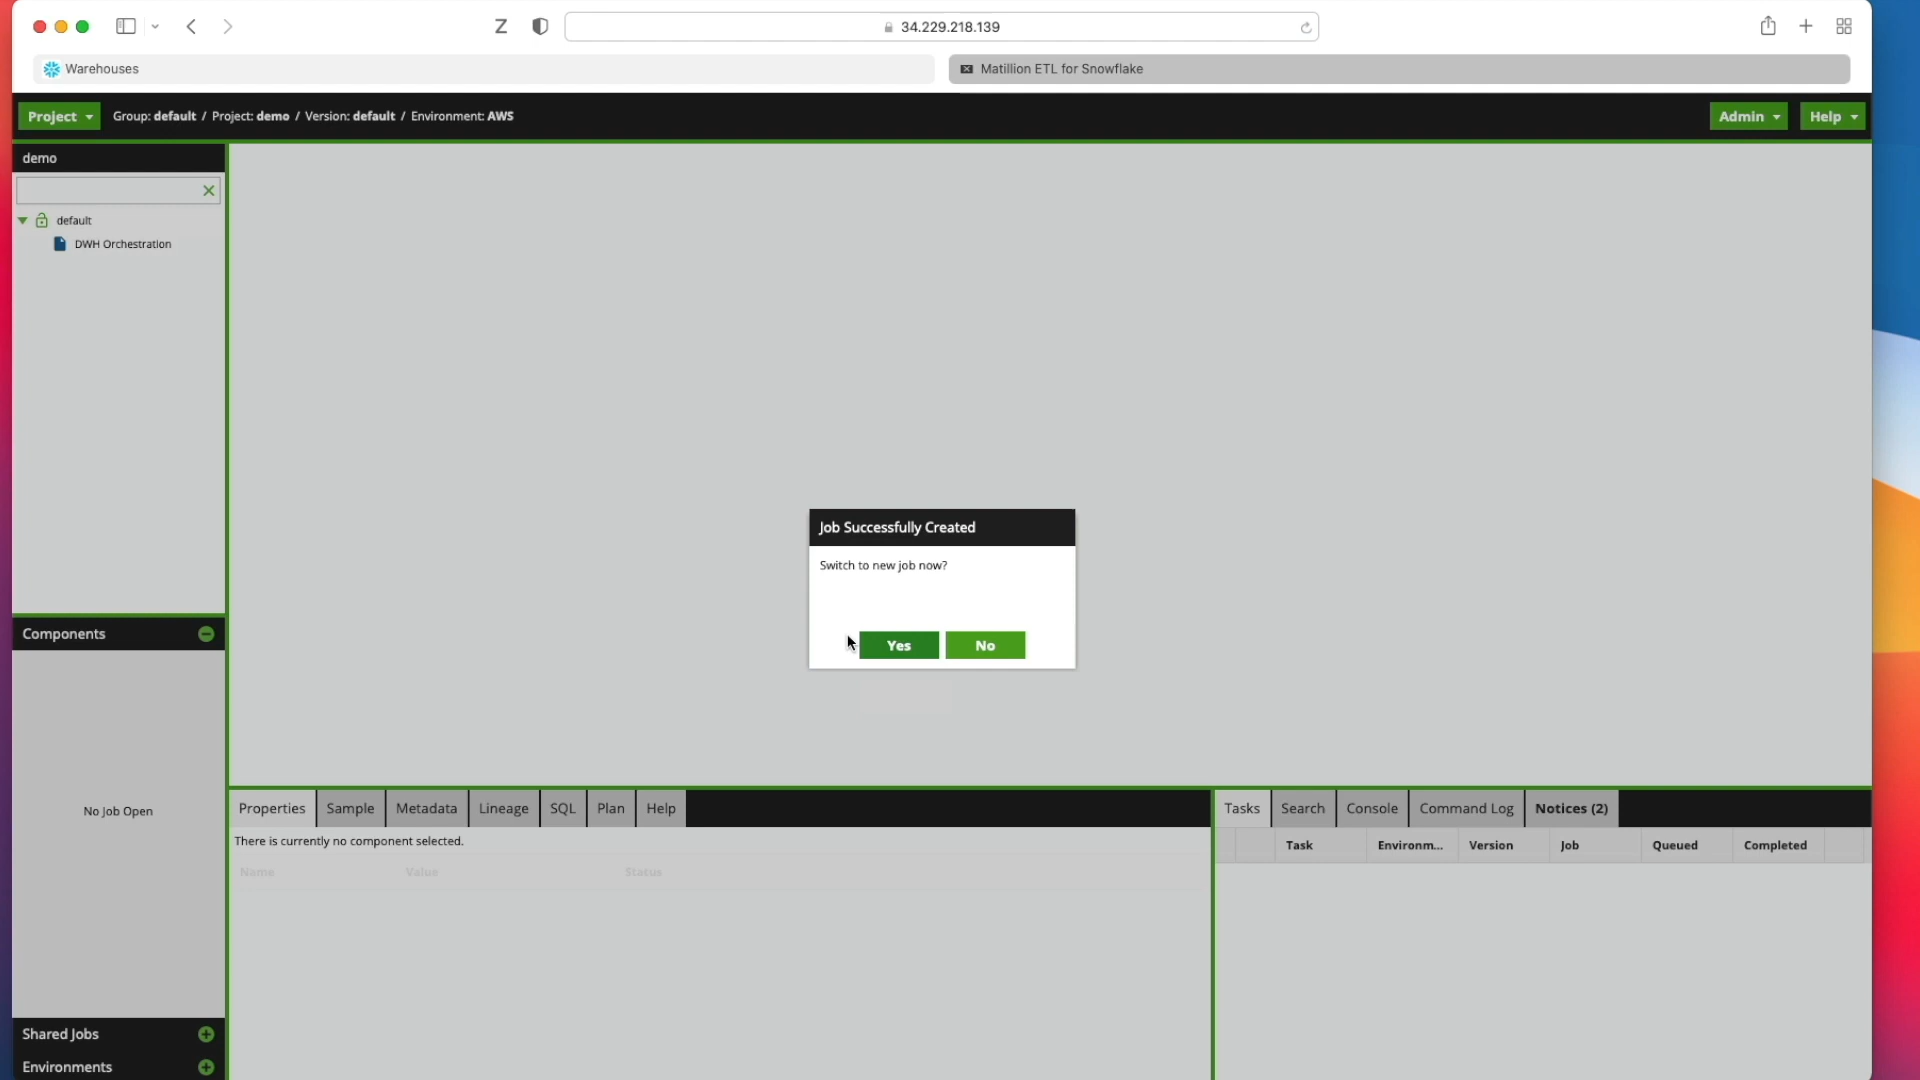 34.229.218.139
Warehouses
Matillion ETL for Snowflake
Project
Group: default / Project: demo / Version: default / Environment: AWS
Admin
Help
demo
default
DWH Orchestration
Job Successfully Created
Switch to new job now?
Yes
No
Components
No Job Open
Shared Jobs
Environments
Properties
Sample
Metadata
Lineage
SQL
Plan
Help
There is currently no component selected.
Name
Value
Status
Tasks
Search
Console
Command Log
Notices (2)
Task
Environm...
Version
Job
Queued
Completed